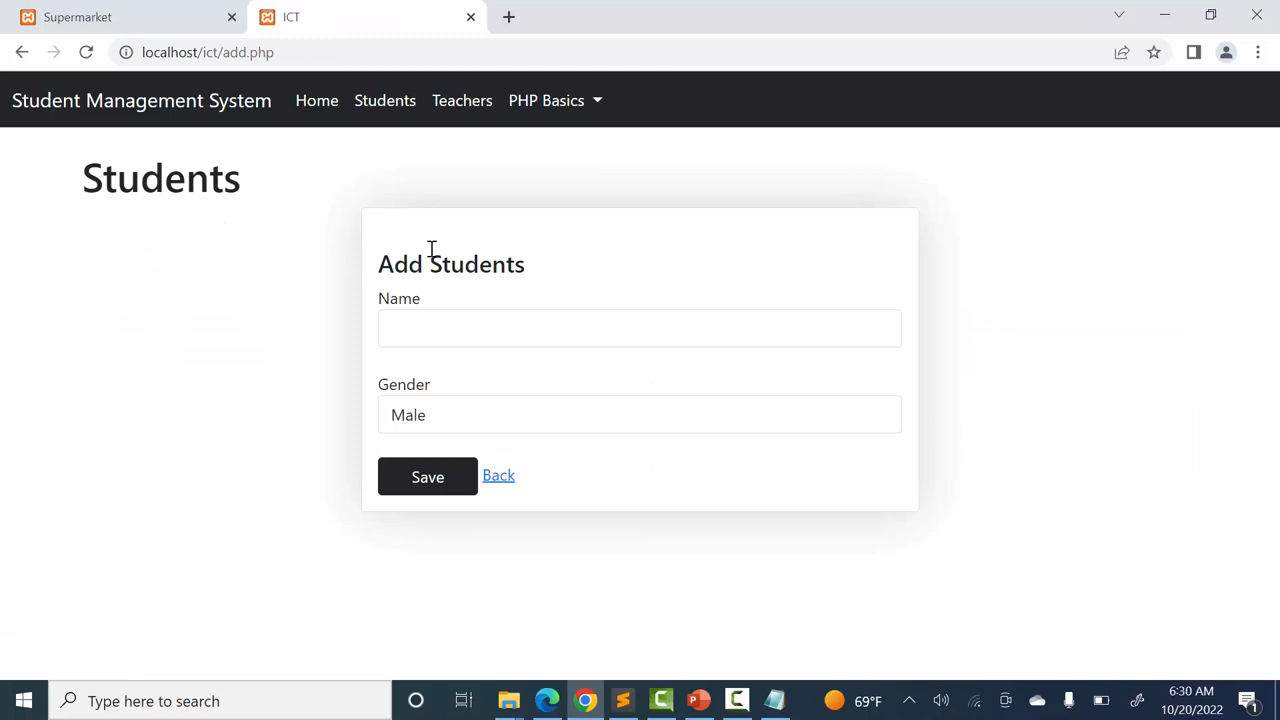 Supermarket
ICT
localhost/ict/add.php
Student Management System Home Students Teachers PHP Basics
Students
Add Students
Name
Gender
Male
Save Back
Type here to search
69°F
6:30 AM
10/20/2022
1